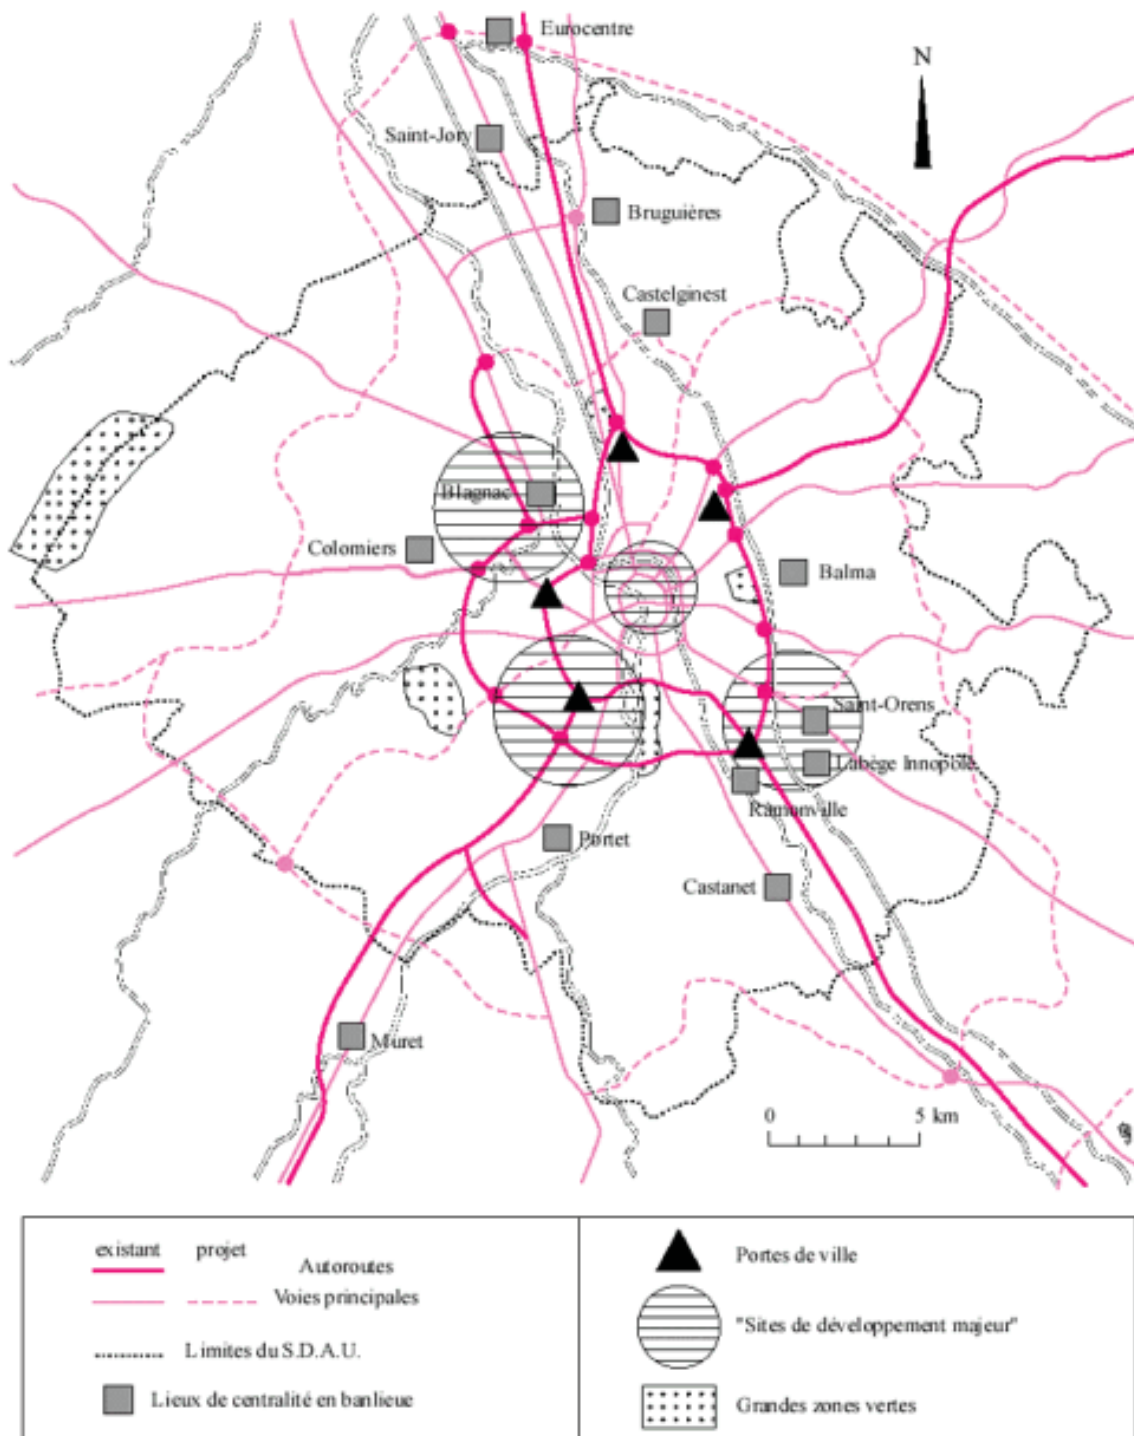 Eurocentre
N
Saint-Jory
Bruguières
Castelginest
Blagnac
Colomiers
Balma
Saint-Orens
Labège Innopole
Ramonville
Portet
Castanet
Muret
0 5 km
existant projet
Autoroutes
Voies principales
Limites du S.D.A.U.
Lieux de centralité en banlieue
Portes de ville
"Sites de développement majeur"
Grandes zones vertes